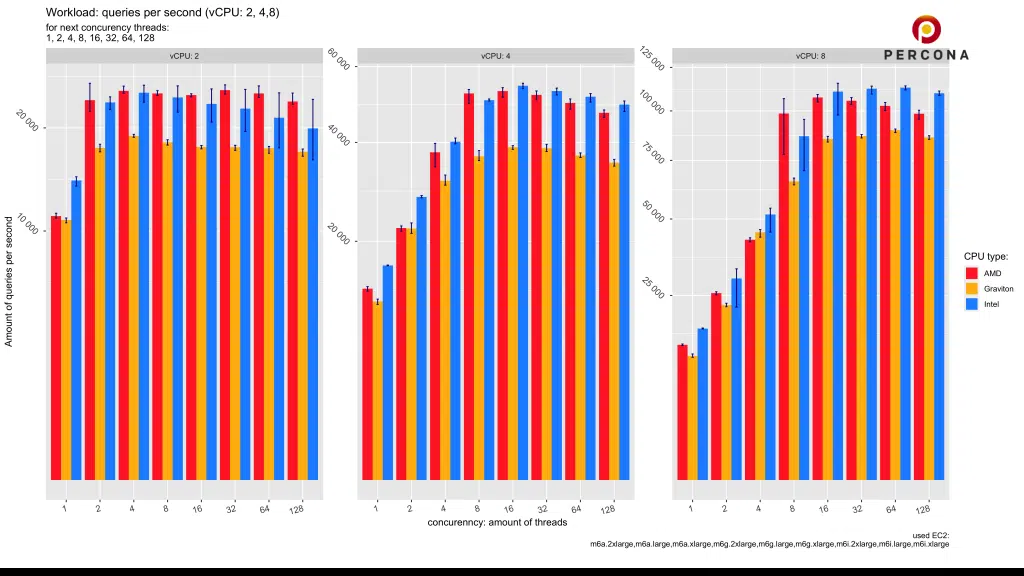 Workload: queries per second (vCPU: 2, 4,8)
for next concurency threads:
1, 2, 4, 8, 16, 32, 64, 128
PERCONA
vCPU: 2
vCPU: 4
vCPU: 8
Amount of queries per second
20 000
10 000
60 000
40 000
20 000
125 000
100 000
75 000
50 000
25 000
1 2 4 8 16 32 64 128
1 2 4 8 16 32 64 128
1 2 4 8 16 32 64 128
concurenncy: amount of threads
CPU type:
AMD
Graviton
Intel
used EC2:
m6a.2xlarge,m6a.large,m6a.xlarge,m6g.2xlarge,m6g.large,m6g.xlarge,m6i.2xlarge,m6i.large,m6i.xlarge